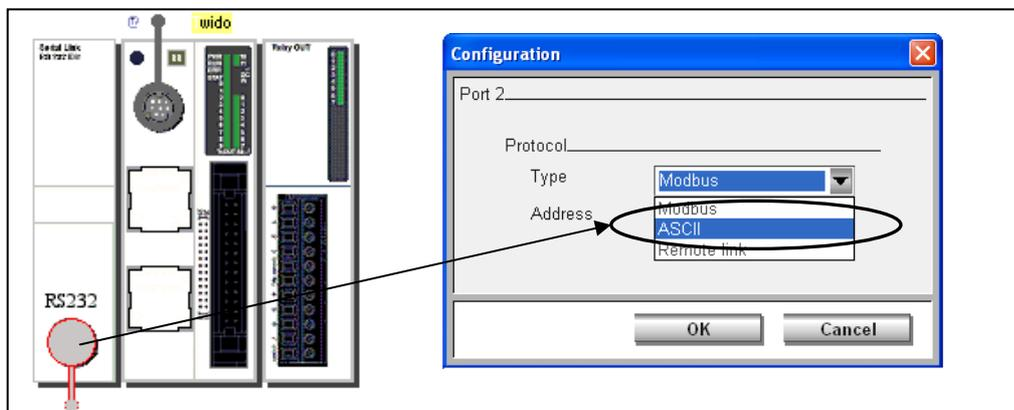 wido
Serial Link
Relay OUT
RS232
Configuration
Port 2
Protocol
Type
Modbus
Address
Modbus
ASCII
Remote link
OK
Cancel